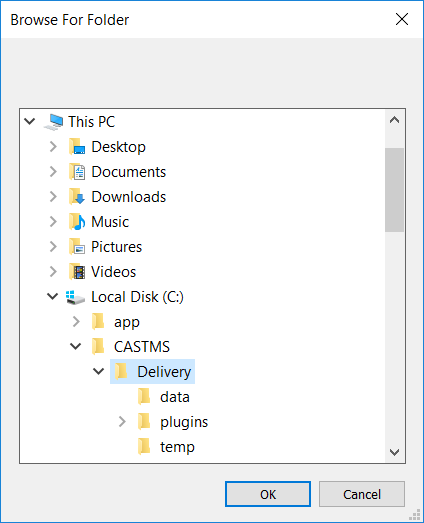 Browse For Folder
This PC
Desktop
Documents
Downloads
Music
Pictures
Videos
Local Disk (C:)
app
CASTMS
Delivery
data
plugins
temp
OK
Cancel